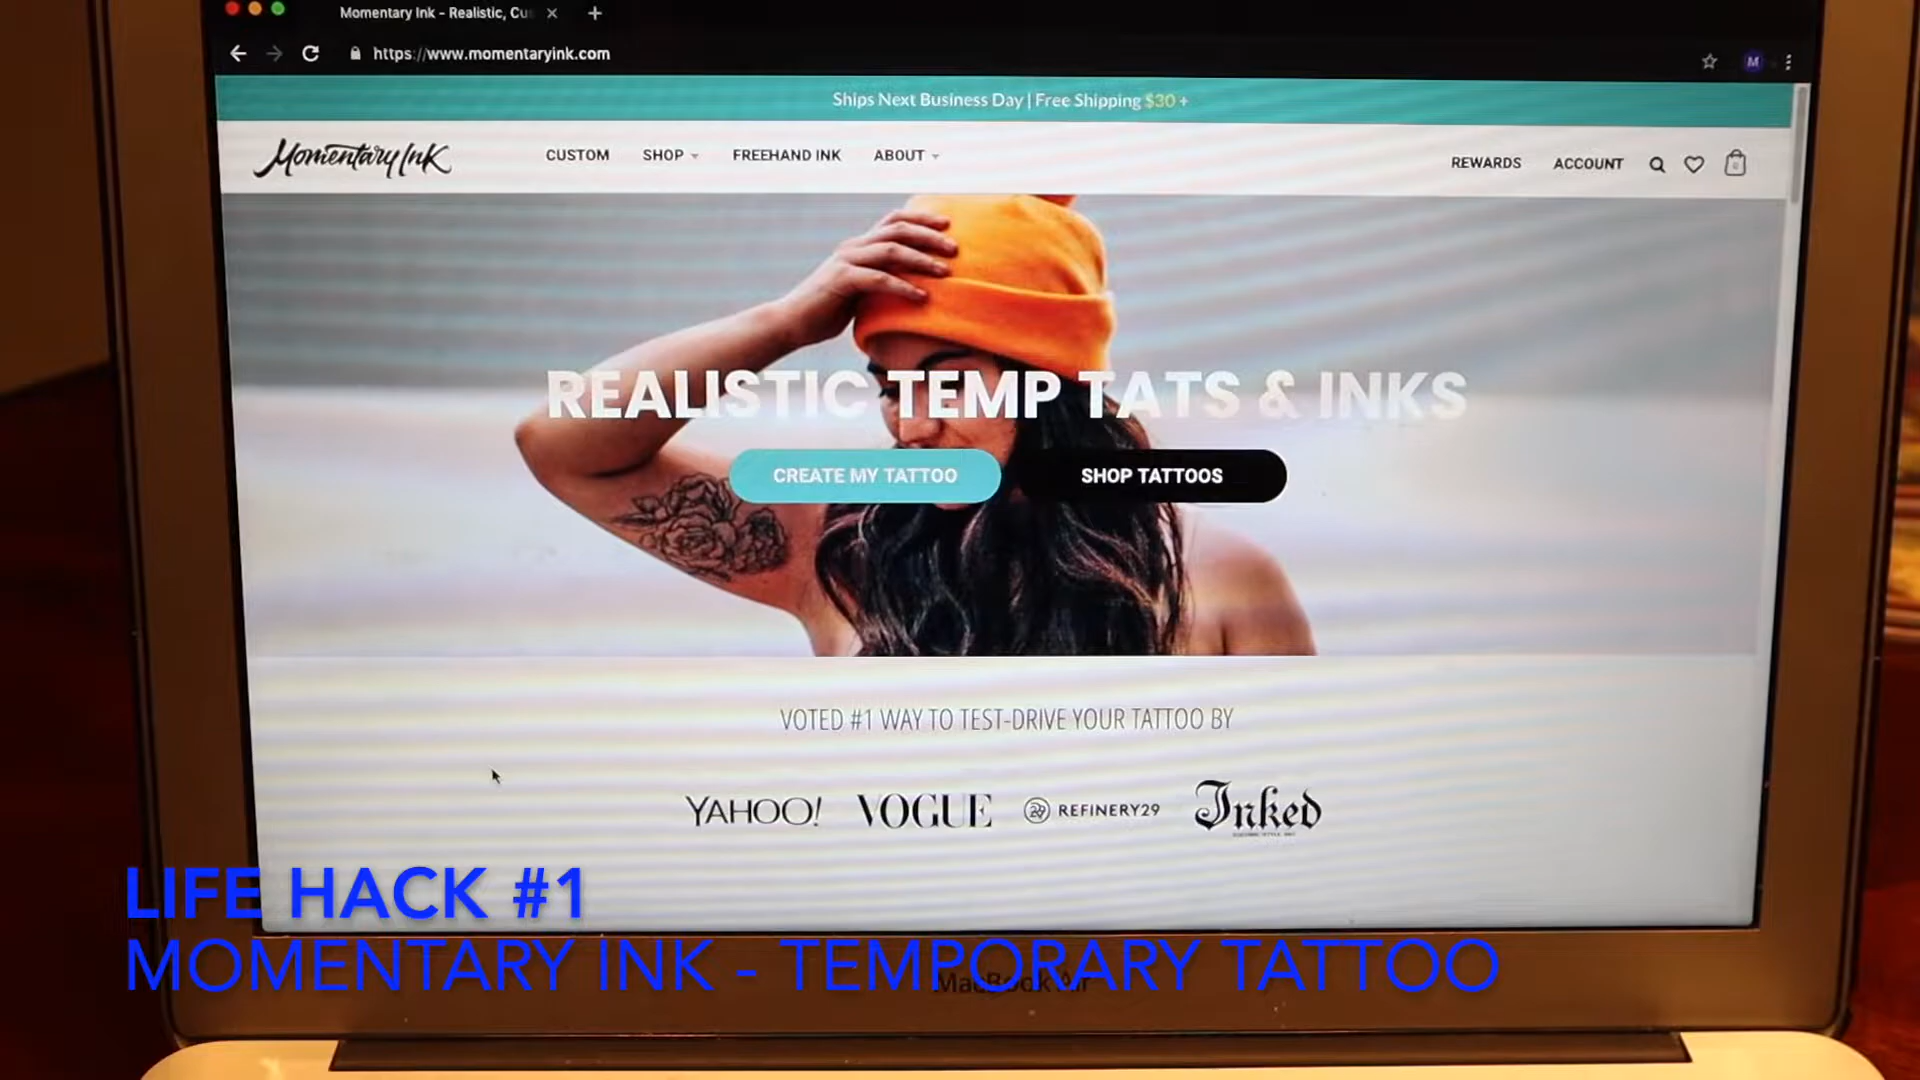 Momentary Ink - Realistic, Cu
https://www.momentaryink.com
M
Ships Next Business Day | Free Shipping $30 +
Momentary Ink
CUSTOM SHOP FREEHAND INK ABOUT
REWARDS ACCOUNT
REALISTIC TEMP TATS & INKS
CREATE MY TATTOO SHOP TATTOOS
VOTED #1 WAY TO TEST-DRIVE YOUR TATTOO BY
YAHOO! VOGUE REFINERY29 Inked
LIFE HACK #1
MOMENTARY INK - TEMPORARY TATTOO
MacBook Air